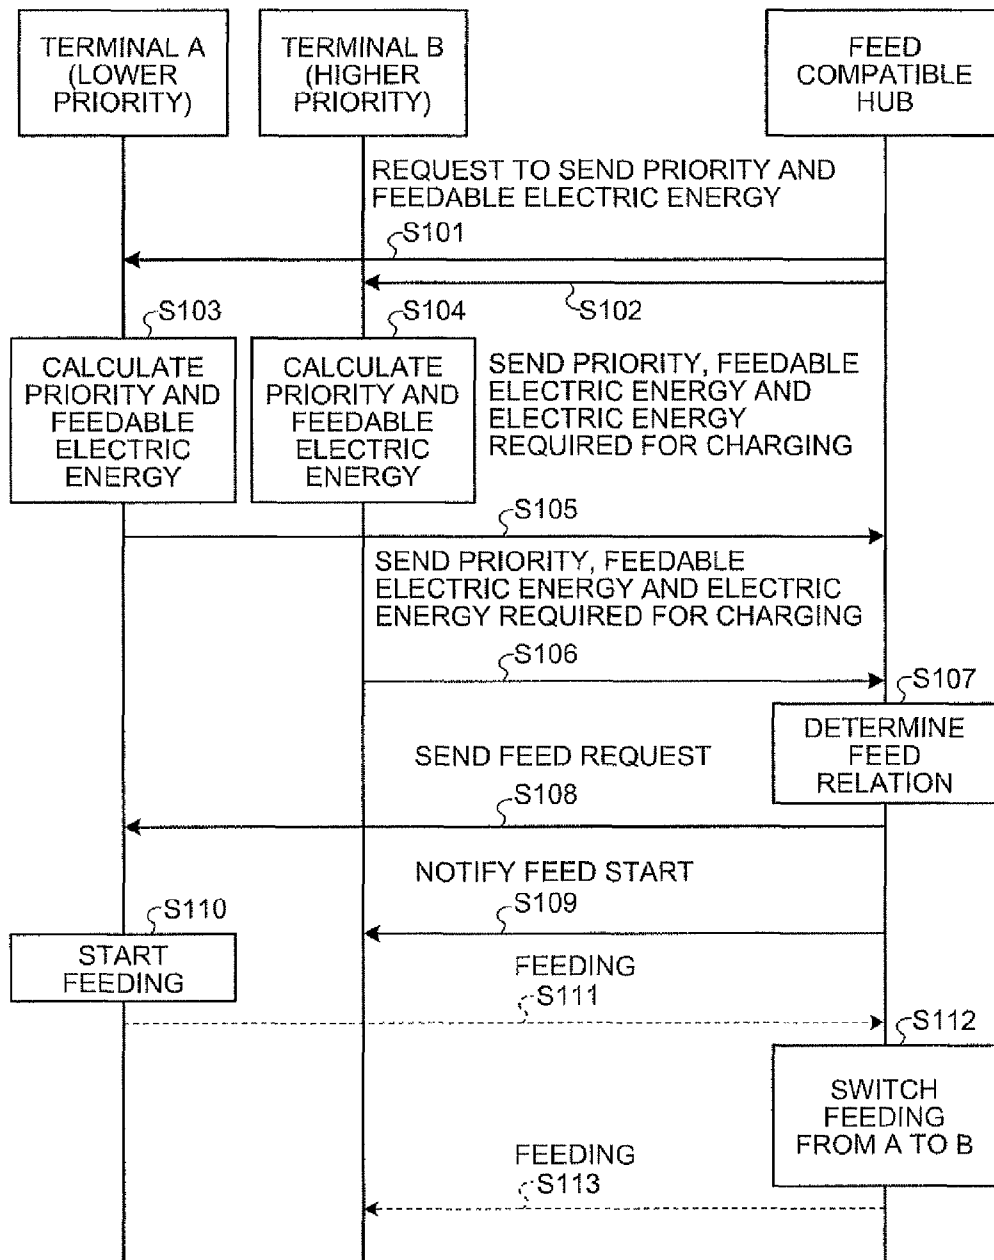 TERMINAL A
(LOWER
PRIORITY)
TERMINAL B
(HIGHER
PRIORITY)
FEED
COMPATIBLE
HUB
REQUEST TO SEND PRIORITY AND
FEEDABLE ELECTRIC ENERGY
S101
S102
S103
CALCULATE
PRIORITY AND
FEEDABLE
ELECTRIC
ENERGY
S104
CALCULATE
PRIORITY AND
FEEDABLE
ELECTRIC
ENERGY
SEND PRIORITY, FEEDABLE
ELECTRIC ENERGY AND
ELECTRIC ENERGY
REQUIRED FOR CHARGING
S105
SEND PRIORITY, FEEDABLE
ELECTRIC ENERGY AND ELECTRIC
ENERGY REQUIRED FOR CHARGING
S106
S107
DETERMINE
FEED
RELATION
SEND FEED REQUEST
S108
NOTIFY FEED START
S109
S110
START
FEEDING
FEEDING
S111
S112
SWITCH
FEEDING
FROM A TO B
FEEDING
S113